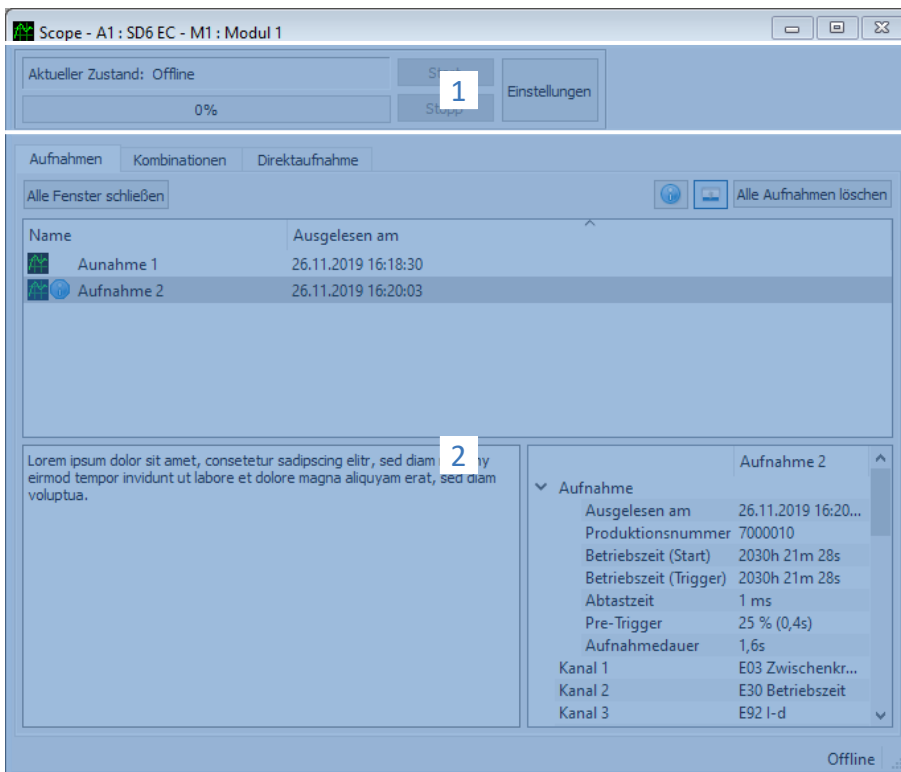 Scope - A1 : SD6 EC - M1 : Modul 1
Aktueller Zustand: Offline
0%
1
Stopp
Einstellungen
Aufnahmen Kombinationen Direktaufnahme
Alle Fenster schließen
Alle Aufnahmen löschen
Name Ausgelesen am
Aunahme 1 26.11.2019 16:18:30
Aufnahme 2 26.11.2019 16:20:03
2
Lorem ipsum dolor sit amet, consetetur sadipscing elitr, sed diam
eirmod tempor invidunt ut labore et dolore magna aliquyam erat, sed diam
voluptua.
Aufnahme 2
Aufnahme
Ausgelesen am 26.11.2019 16:20...
Produktionsnummer 7000010
Betriebszeit (Start) 2030h 21m 28s
Betriebszeit (Trigger) 2030h 21m 28s
Abtastzeit 1 ms
Pre-Trigger 25 % (0,4s)
Aufnahmedauer 1,6s
Kanal 1 E03 Zwischenkr...
Kanal 2 E30 Betriebszeit
Kanal 3 E92 I-d
Offline